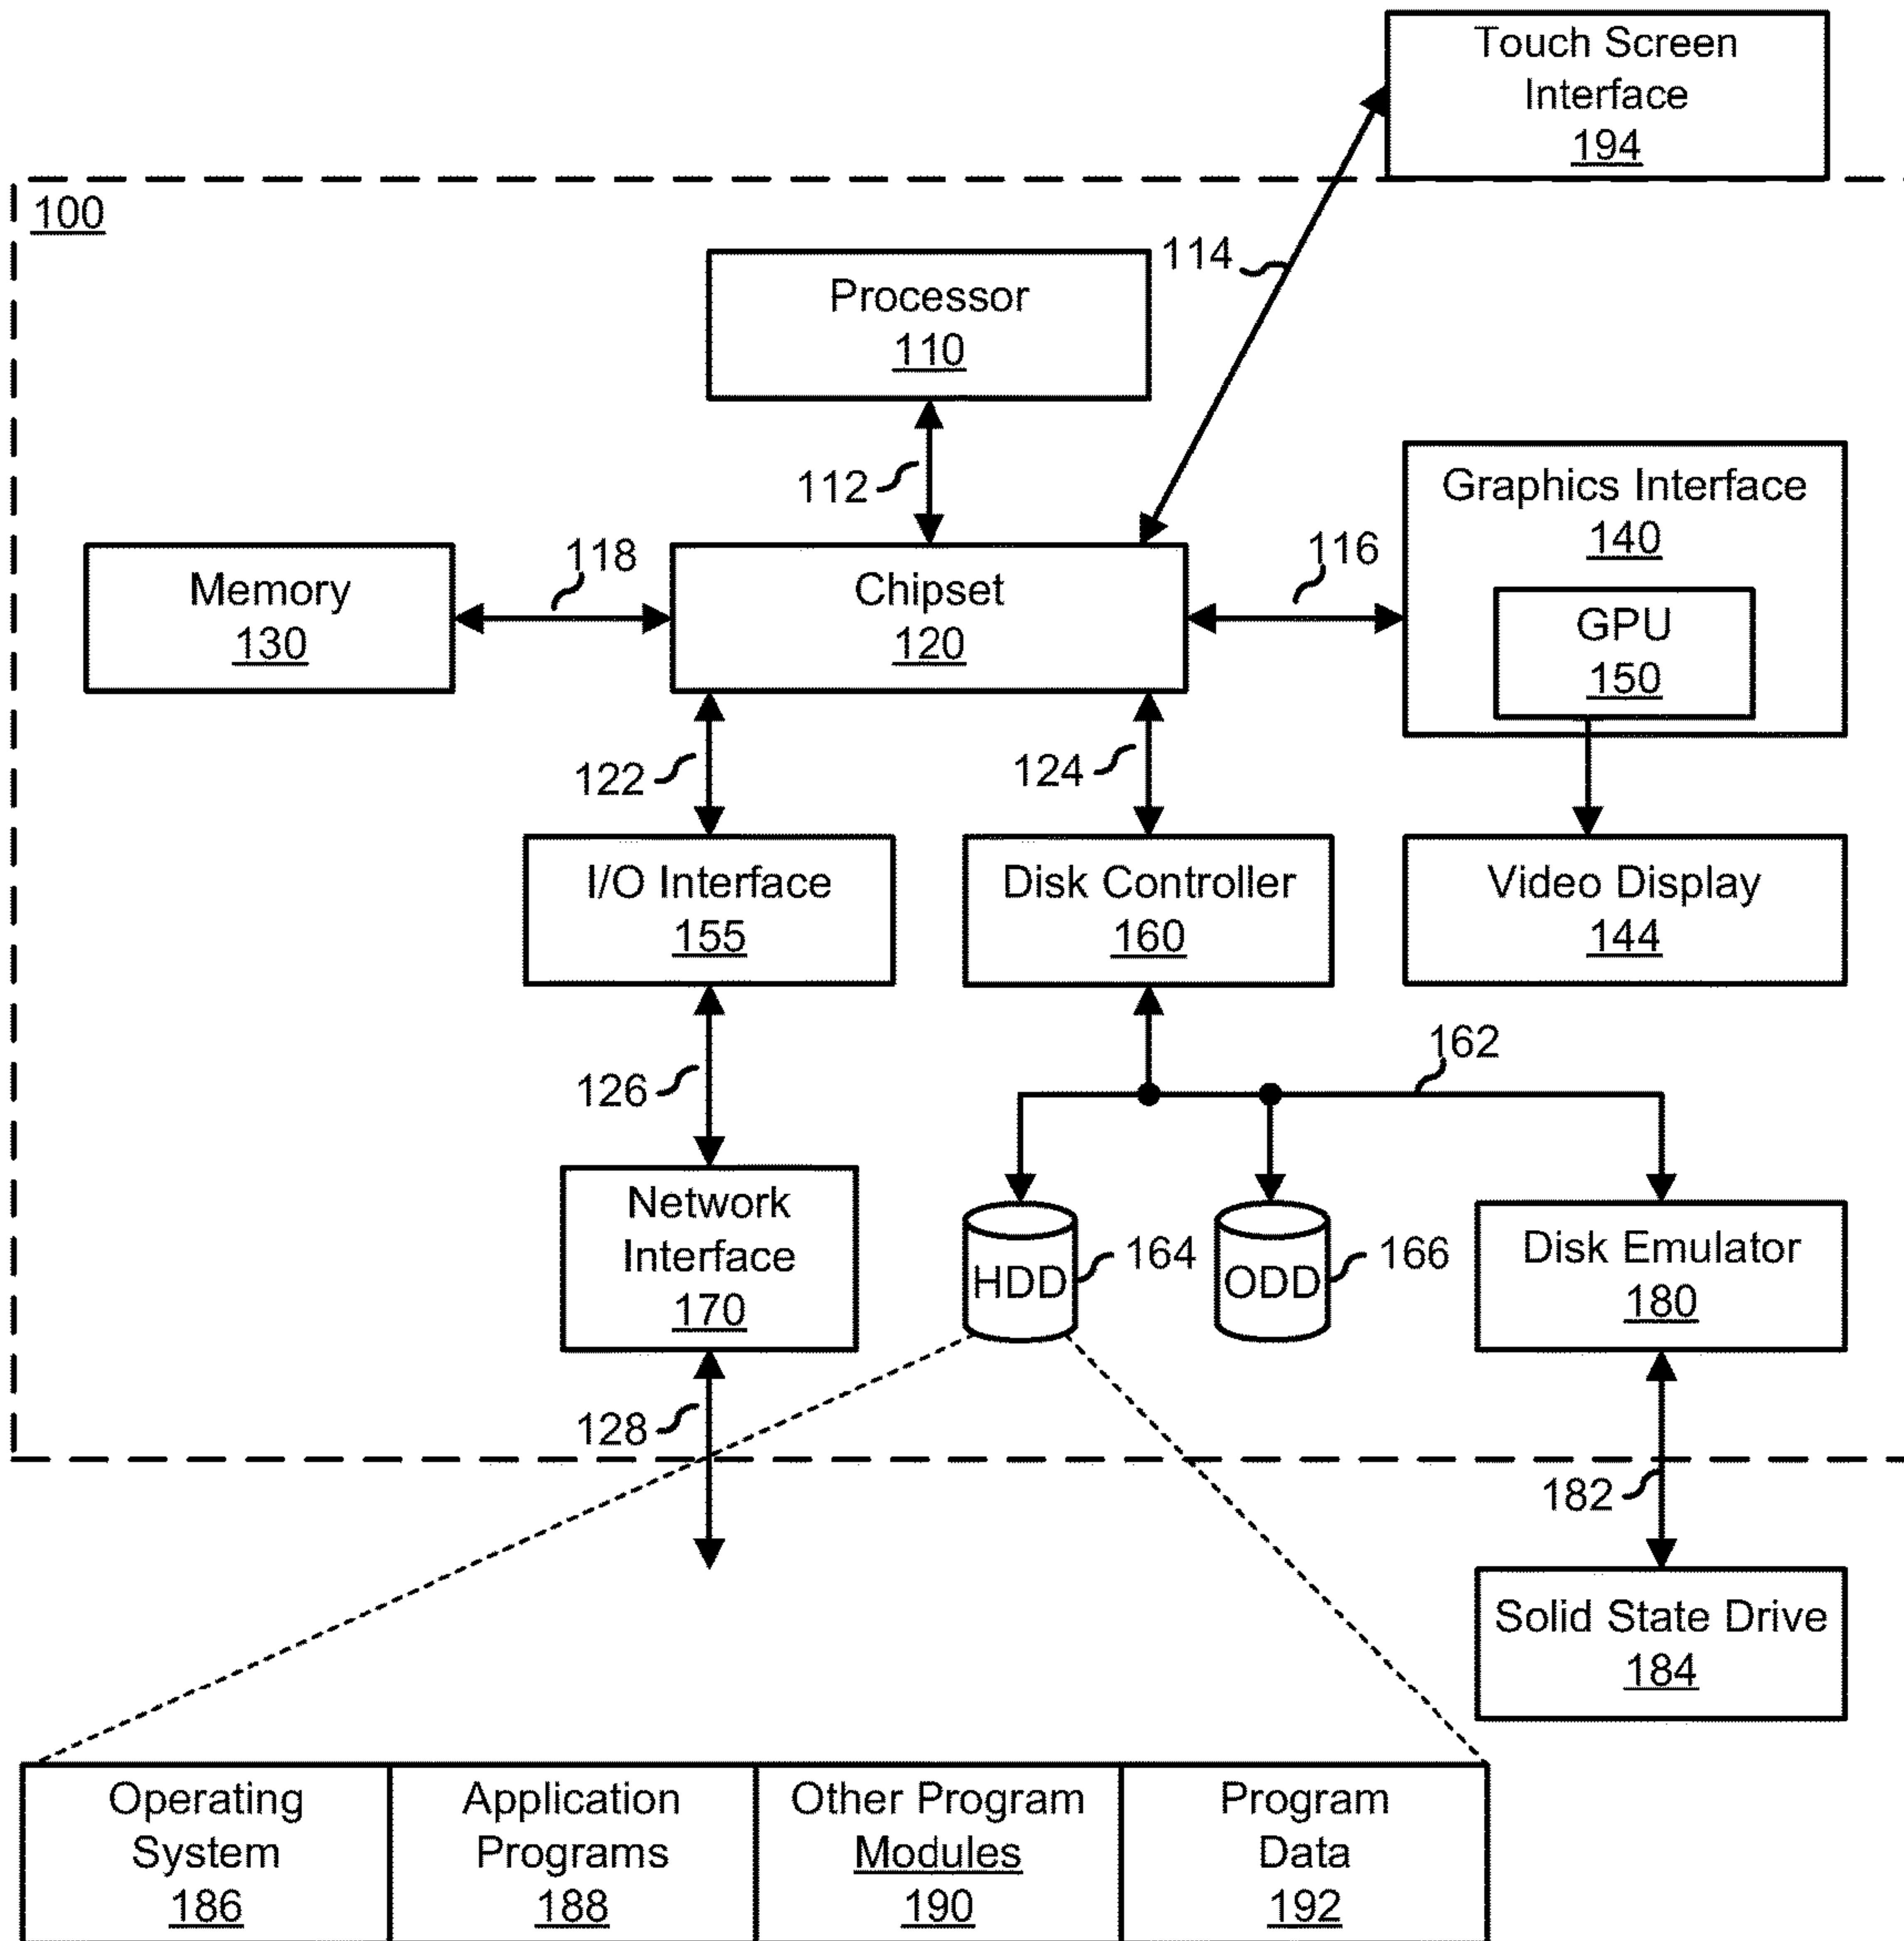 Touch Screen
Interface
194
100
114
Processor
110
112
Graphics Interface
140
118
116
Memory
130
Chipset
120
GPU
150
122
124
I/O Interface
155
Disk Controller
160
Video Display
144
162
126
Network
Interface
170
HDD
164
ODD
166
Disk Emulator
180
128
182
Solid State Drive
184
Operating
System
186
Application
Programs
188
Other Program
Modules
190
Program
Data
192